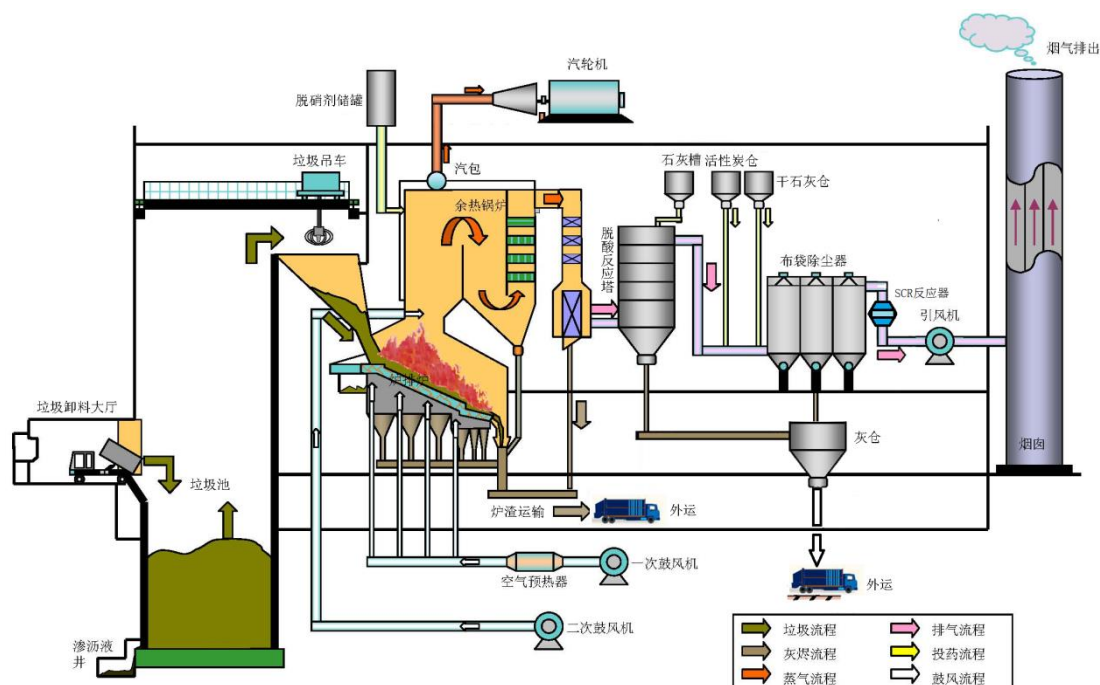 烟气排出
汽轮机
脱硝剂储罐
垃圾吊车
汽包
石灰槽
活性炭仓
干石灰仓
余热锅炉
脱酸反应塔
布袋除尘器
SCR反应器
引风机
炉排炉
垃圾卸料大厅
灰仓
烟囱
垃圾池
炉渣运输
外运
空气预热器
一次鼓风机
外运
二次鼓风机
渗沥液
井
垃圾流程
排气流程
灰烬流程
投药流程
蒸气流程
鼓风流程